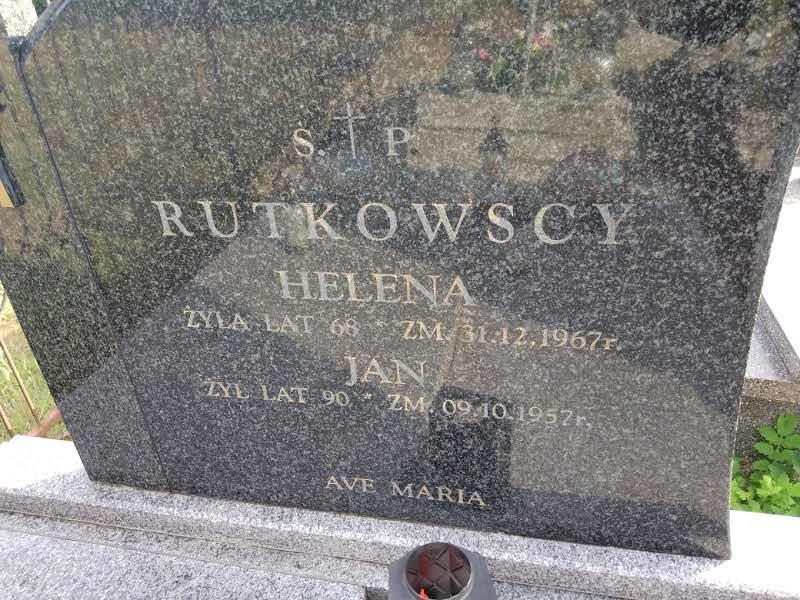 Ś. P.
RUTKOWSCY
HELENA
ŻYŁA LAT 68 * ZM. 31.12.1967r.
JAN
ŻYŁ LAT 90 * ZM. 09.10.1957r.
AVE MARIA